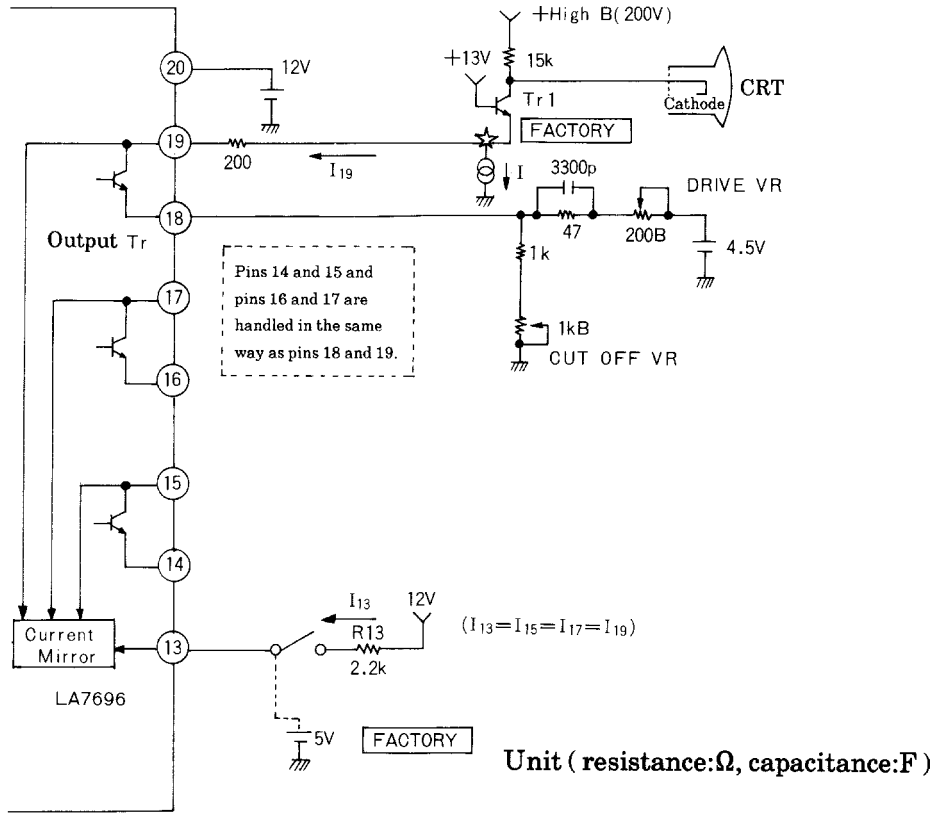 +High B(200V)
20
12V
+13V
15k
Tr1
Cathode
CRT
FACTORY
19
200
I19
I
3300p
DRIVE VR
18
Output Tr
47
200B
4.5V
1k
Pins 14 and 15 and
pins 16 and 17 are
handled in the same
way as pins 18 and 19.
17
1kB
CUT OFF VR
16
15
14
I13
12V
(I13=I15=I17=I19)
Current
Mirror
13
R13
2.2k
LA7696
5V
FACTORY
Unit ( resistance:Ω, capacitance:F )